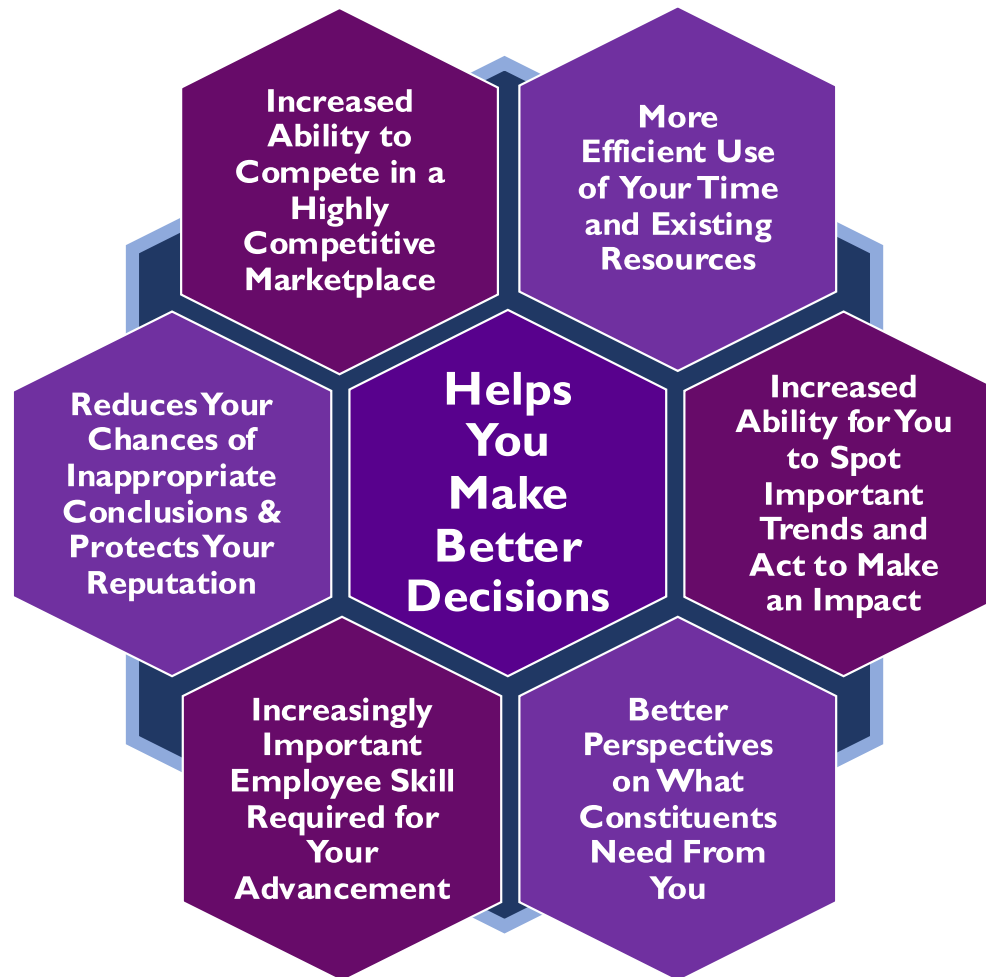 Increased
Ability to
Compete in a
Highly
Competitive
Marketplace
More
Efficient Use
of Your Time
and Existing
Resources
Reduces Your
Chances of
Inappropriate
Conclusions &
Protects Your
Reputation
Helps
You
Make
Better
Decisions
Increased
Ability for You
to Spot
Important
Trends and
Act to Make
an Impact
Increasingly
Important
Employee Skill
Required for
Your
Advancement
Better
Perspectives
on What
Constituents
Need From
You